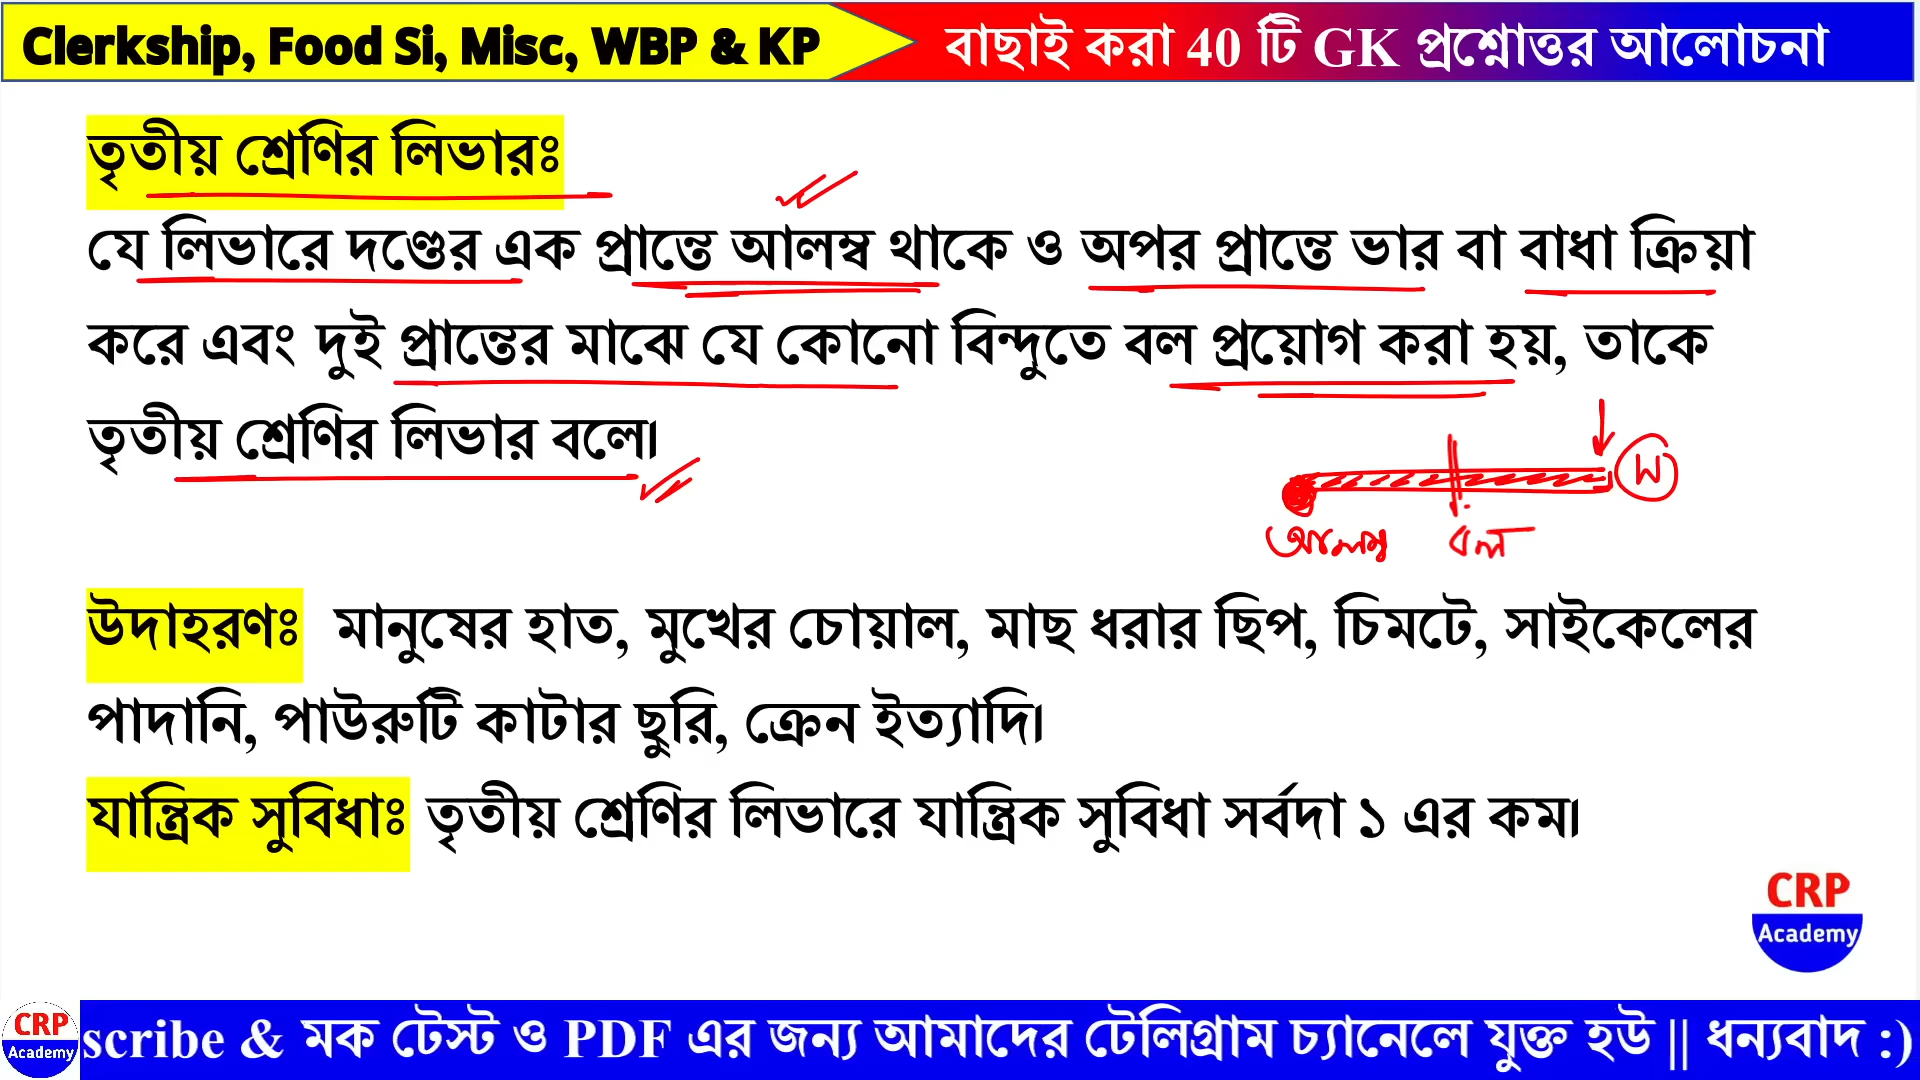 Clerkship, Food Si, Misc, WBP & KP
বাছাই করা 40 টি GK প্রশ্নোত্তর আলোচনা
তৃতীয় শ্রেণির লিভারঃ
যে লিভারে দণ্ডের এক প্রান্তে আলম্ব থাকে ও অপর প্রান্তে ভার বা বাধা ক্রিয়া
করে এবং দুই প্রান্তের মাঝে যে কোনো বিন্দুতে বল প্রয়োগ করা হয়, তাকে
তৃতীয় শ্রেণির লিভার বলে।
W
আলম্ব বল
উদাহরণঃ মানুষের হাত, মুখের চোয়াল, মাছ ধরার ছিপ, চিমটে, সাইকেলের
পাদানি, পাউরুটি কাটার ছুরি, ক্রেন ইত্যাদি।
যান্ত্রিক সুবিধাঃ তৃতীয় শ্রেণির লিভারে যান্ত্রিক সুবিধা সর্বদা ১ এর কম।
CRP
Academy
CRP
Academy
scribe & মক টেস্ট ও PDF এর জন্য আমাদের টেলিগ্রাম চ্যানেলে যুক্ত হউ || ধন্যবাদ :)